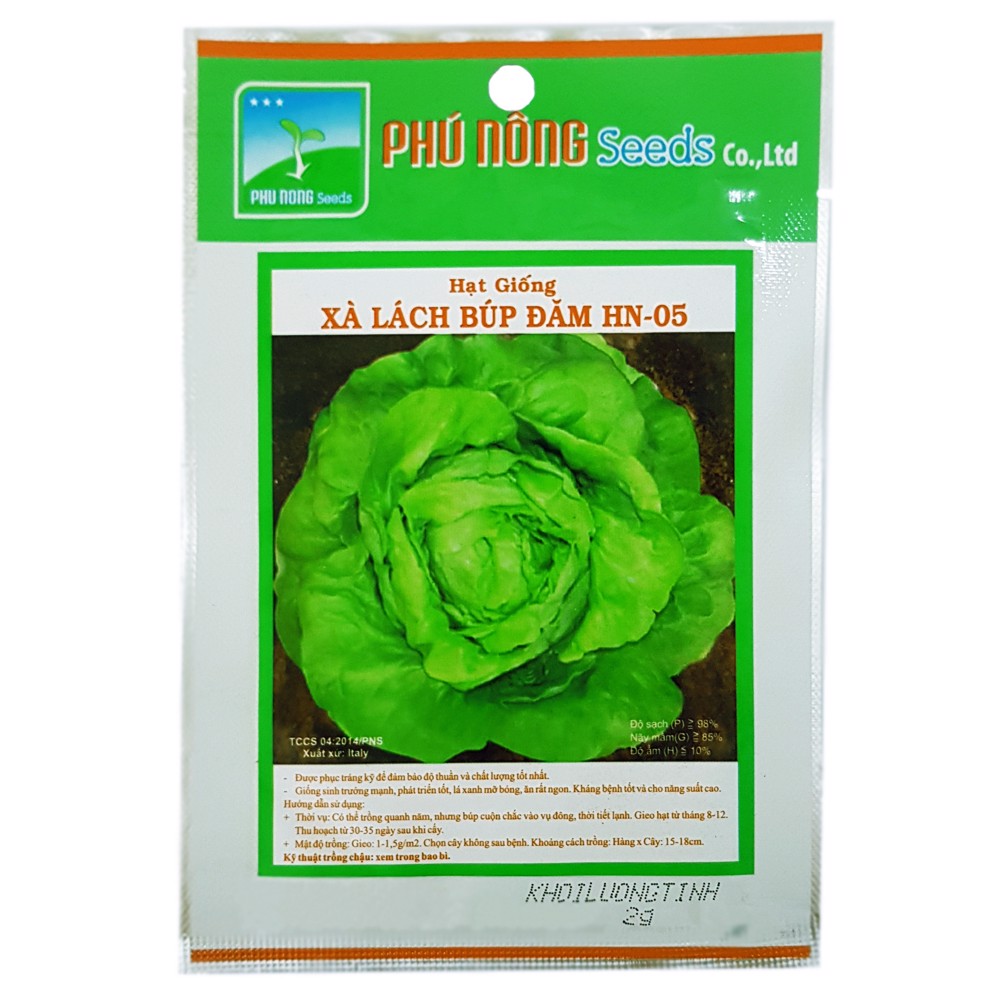 PHU NONG Seeds
PHÚ NÔNG Seeds Co.,Ltd
Hạt Giống
XÀ LÁCH BÚP ĐĂM HN-05
TCCS 04:2014/PNS
Xuất xứ: Italy
Độ sạch (P) ≧ 98%
Nảy mầm(G) ≧ 85%
Độ ẩm (H) ≦ 10%
- Được phục tráng kỹ để đảm bảo độ thuần và chất lượng tốt nhất.
- Giống sinh trưởng mạnh, phát triển tốt, lá xanh mỡ bóng, ăn rất ngon. Kháng bệnh tốt và cho năng suất cao.
Hướng dẫn sử dụng:
+ Thời vụ: Có thể trồng quanh năm, nhưng búp cuộn chắc vào vụ đông, thời tiết lạnh. Gieo hạt từ tháng 8-12.
Thu hoạch từ 30-35 ngày sau khi cấy.
+ Mật độ trồng: Gieo: 1-1,5g/m2. Chọn cây không sau bệnh. Khoảng cách trồng: Hàng x Cây: 15-18cm.
Kỹ thuật trồng chậu: xem trong bao bì.
KHOILUONGTINH
2g